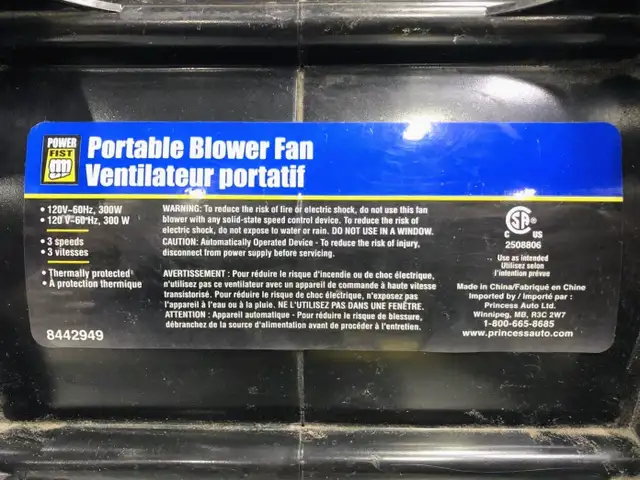 POWER
FIST
Portable Blower Fan
Ventilateur portatif
• 120V~60Hz, 300W
• 120 V~60 Hz, 300 W
• 3 speeds
• 3 vitesses
• Thermally protected
• À protection thermique
8442949
WARNING: To reduce the risk of fire or electric shock, do not use this fan
blower with any solid-state speed control device. To reduce the risk of
electric shock, do not expose to water or rain. DO NOT USE IN A WINDOW.
CAUTION: Automatically Operated Device - To reduce the risk of injury,
disconnect from power supply before servicing.
AVERTISSEMENT : Pour réduire le risque d'incendie ou de choc électrique,
n'utilisez pas ce ventilateur avec un appareil de commande à haute vitesse
transistorisé. Pour réduire le risque de choc électrique, n'exposez pas
l'appareil à l'eau ou à la pluie. NE L'UTILISEZ PAS DANS UNE FENÊTRE.
ATTENTION : Appareil automatique - Pour réduire le risque de blessure,
débranchez de la source d'alimentation avant de procéder à l'entretien.
SA
C US
2508806
Use as intended
Utilisez selon
l'intention prévue
Made in China/Fabriqué en Chine
Imported by / Importé par :
Princess Auto Ltd.
Winnipeg, MB, R3C 2W7
1-800-665-8685
www.princessauto.com